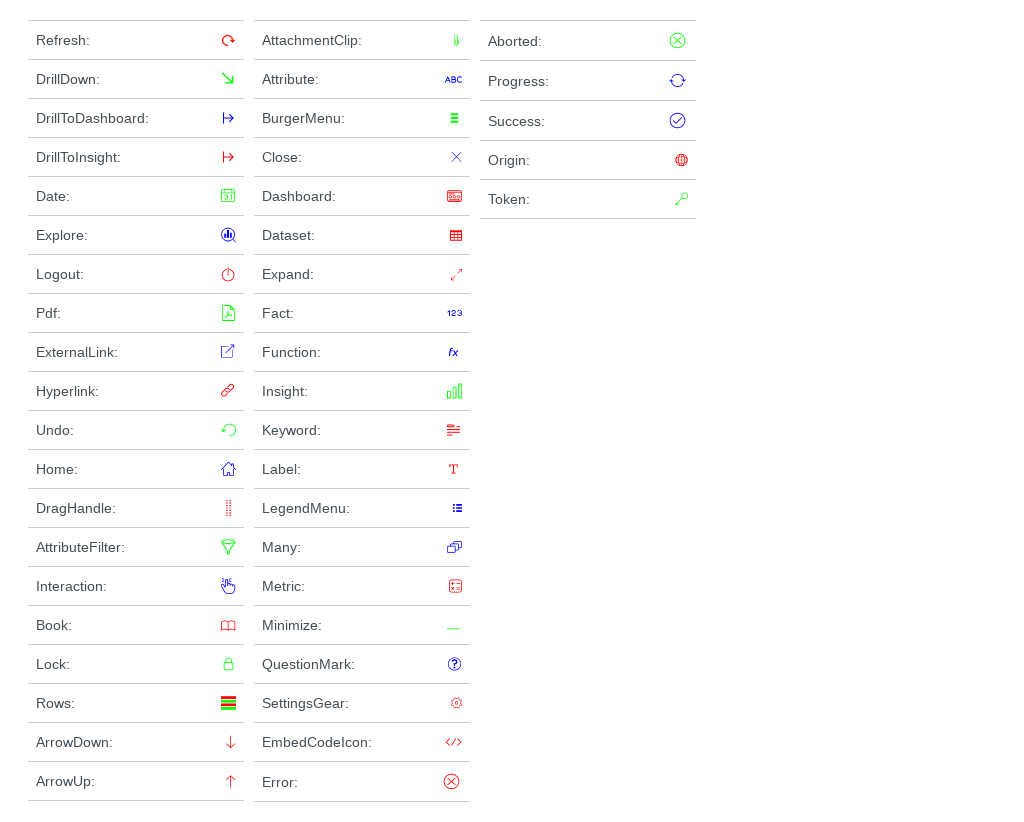 Refresh:
DrillDown:
DrillToDashboard:
DrillToInsight:
Date: 31
Explore:
Logout:
Pdf:
ExternalLink:
Hyperlink:
Undo:
Home:
DragHandle:
AttributeFilter:
Interaction:
Book:
Lock:
Rows:
ArrowDown:
ArrowUp:
AttachmentClip:
Attribute: ABC
BurgerMenu:
Close:
Dashboard:
Dataset:
Expand:
Fact: 123
Function: fx
Insight:
Keyword:
Label: T
LegendMenu:
Many:
Metric:
Minimize:
QuestionMark: ?
SettingsGear:
EmbedCodeIcon: </>
Error:
Aborted:
Progress:
Success:
Origin:
Token: